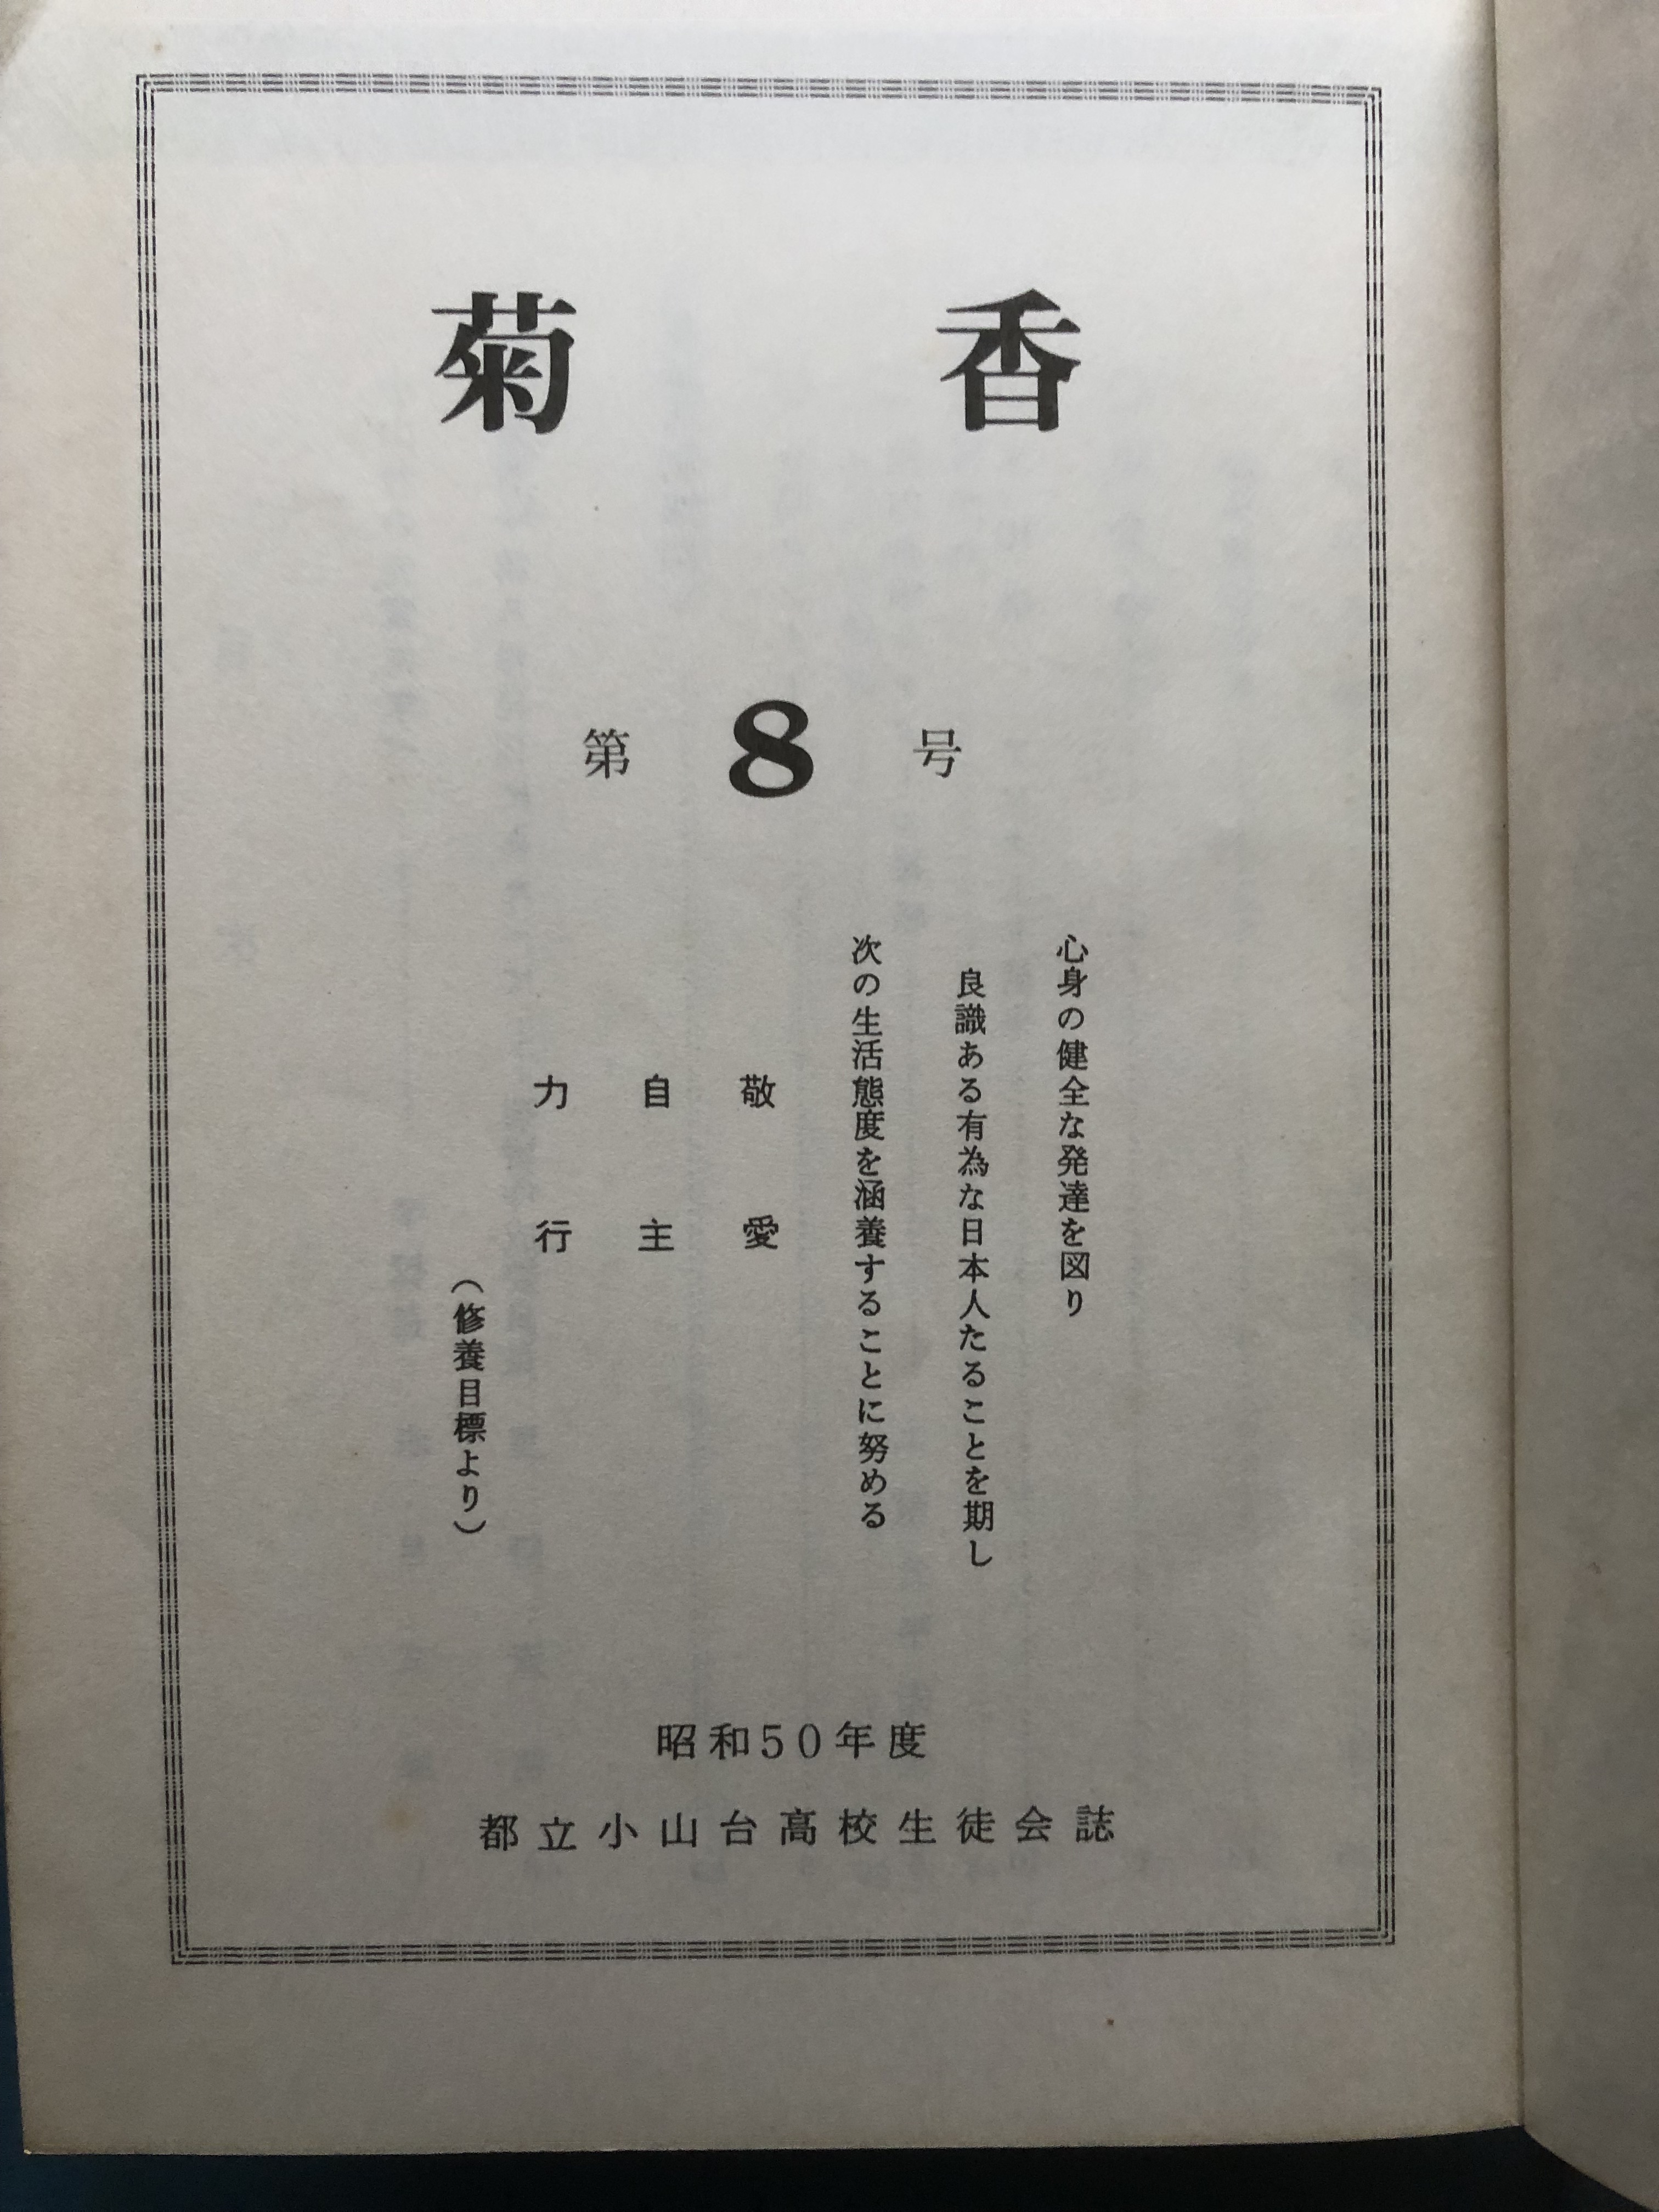 菊香
第8号
心身の健全な発達を図り
良識ある有為な日本人たることを期し
次の生活態度を涵養することに努める
敬愛
自主
力行
（修養目標より）
昭和50年度
都立小山台高校生徒会誌